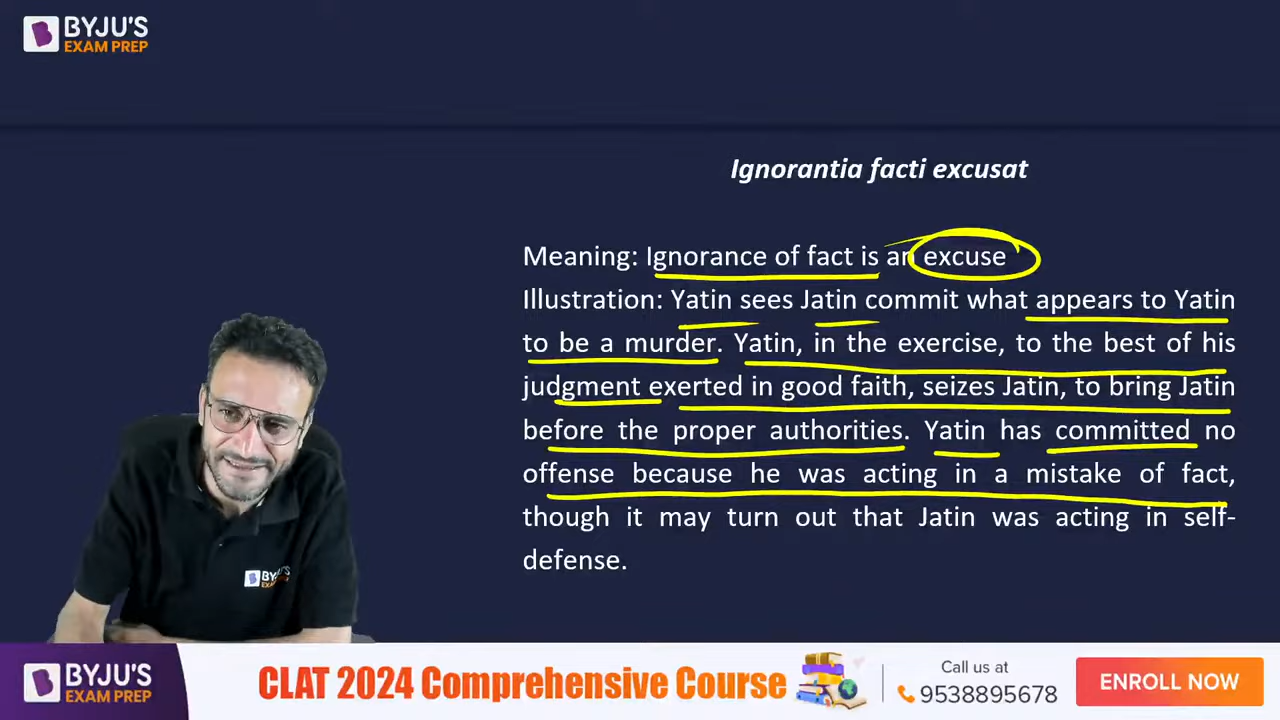 BYJU'S
EXAM PREP
Ignorantia facti excusat
Meaning: Ignorance of fact is an excuse
Illustration: Yatin sees Jatin commit what appears to Yatin
to be a murder. Yatin, in the exercise, to the best of his
judgment exerted in good faith, seizes Jatin, to bring Jatin
before the proper authorities. Yatin has committed no
offense because he was acting in a mistake of fact,
though it may turn out that Jatin was acting in self-
defense.
BYJU'S
EXAM PREP
BYJU'S
EXAM PREP
CLAT 2024 Comprehensive Course
Call us at
9538895678
ENROLL NOW